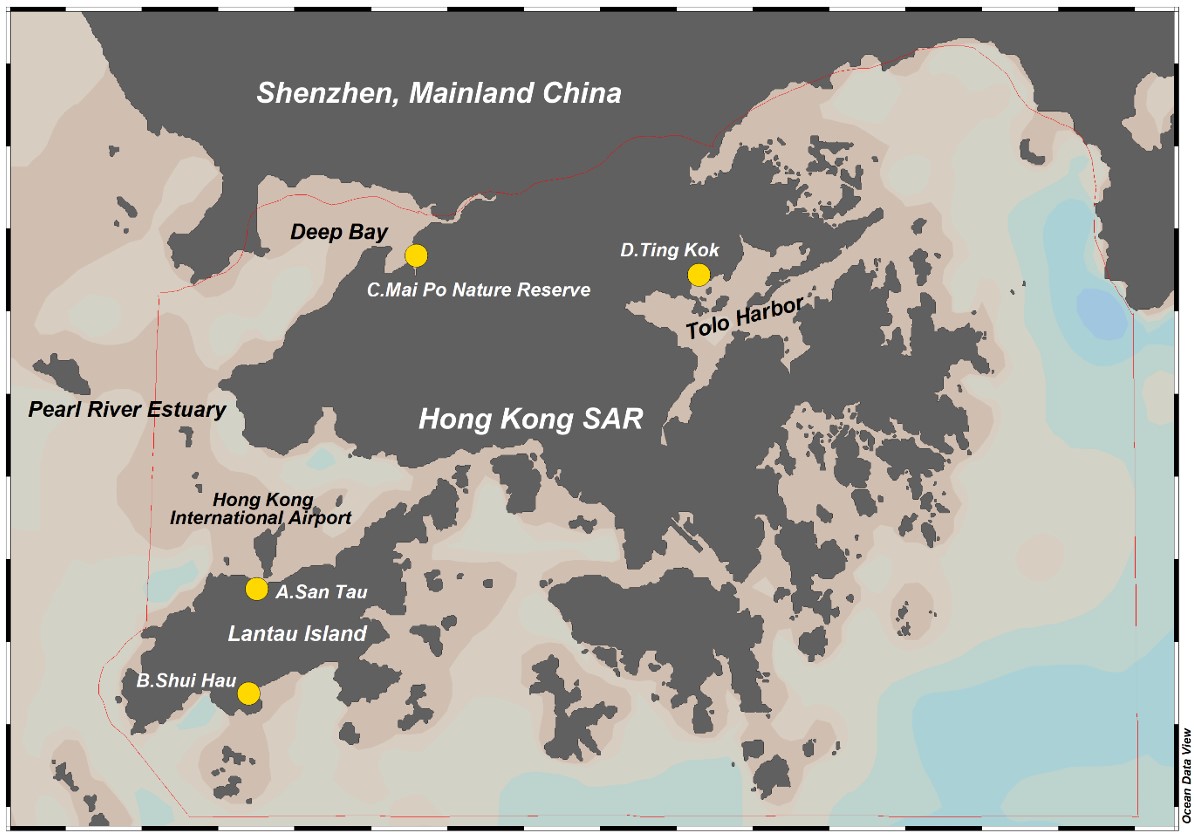 Shenzhen, Mainland China
Deep Bay
D.Ting Kok
C.Mai Po Nature Reserve
Tolo Harbor
Pearl River Estuary
Hong Kong SAR
Hong Kong
International Airport
A.San Tau
Lantau Island
B.Shui Hau
Ocean Data View